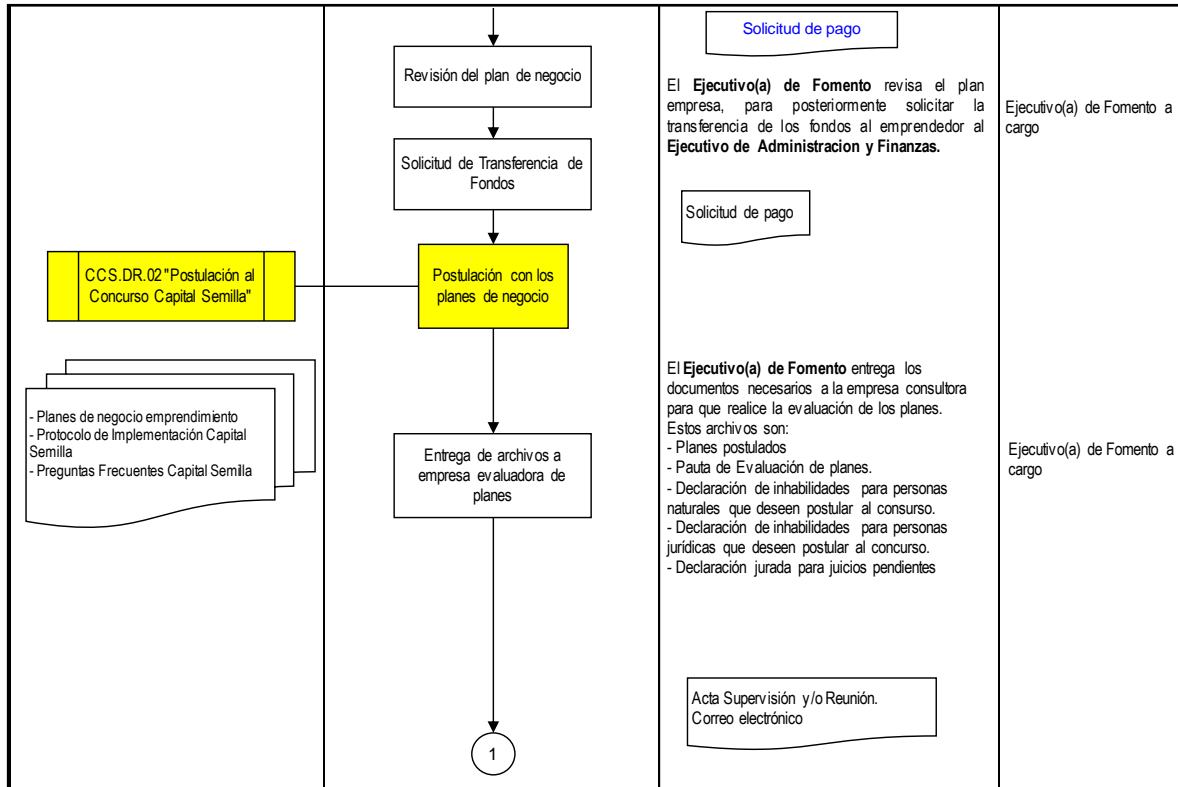 Solicitud de pago
Revisión del plan de negocio
El Ejecutivo(a) de Fomento revisa el plan
empresa, para posteriormente solicitar la
transferencia de los fondos al emprendedor al
Ejecutivo de Administracion y Finanzas.
Ejecutivo(a) de Fomento a
cargo
Solicitud de Transferencia de
Fondos
Solicitud de pago
CCS.DR.02 "Postulación al
Concurso Capital Semilla"
Postulación con los
planes de negocio
- Planes de negocio emprendimiento
- Protocolo de Implementación Capital
Semilla
- Preguntas Frecuentes Capital Semilla
Entrega de archivos a
empresa evaluadora de
planes
El Ejecutivo(a) de Fomento entrega los
documentos necesarios a la empresa consultora
para que realice la evaluación de los planes.
Estos archivos son:
- Planes postulados
- Pauta de Evaluación de planes.
- Declaración de inhabilidades para personas
naturales que deseen postular al consurso.
- Declaración de inhabilidades para personas
jurídicas que deseen postular al concurso.
- Declaración jurada para juicios pendientes
Ejecutivo(a) de Fomento a
cargo
Acta Supervisión y/o Reunión.
Correo electrónico
1